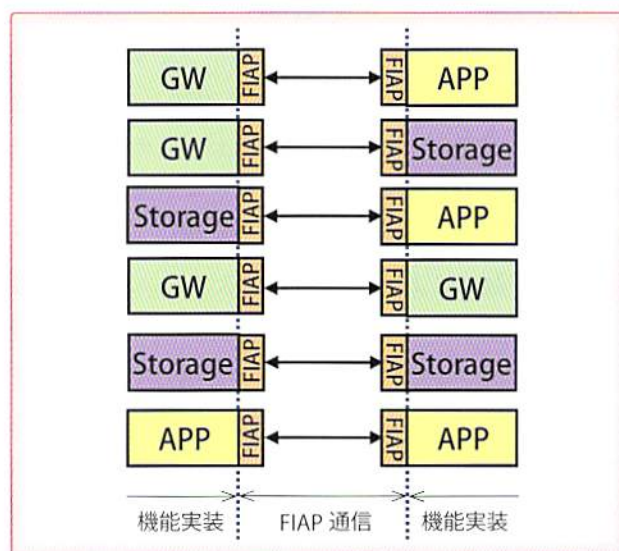 GW FIAP FIAP APP
GW FIAP FIAP Storage
Storage FIAP FIAP APP
GW FIAP FIAP GW
Storage FIAP FIAP Storage
APP FIAP FIAP APP
機能実装 FIAP 通信 機能実装